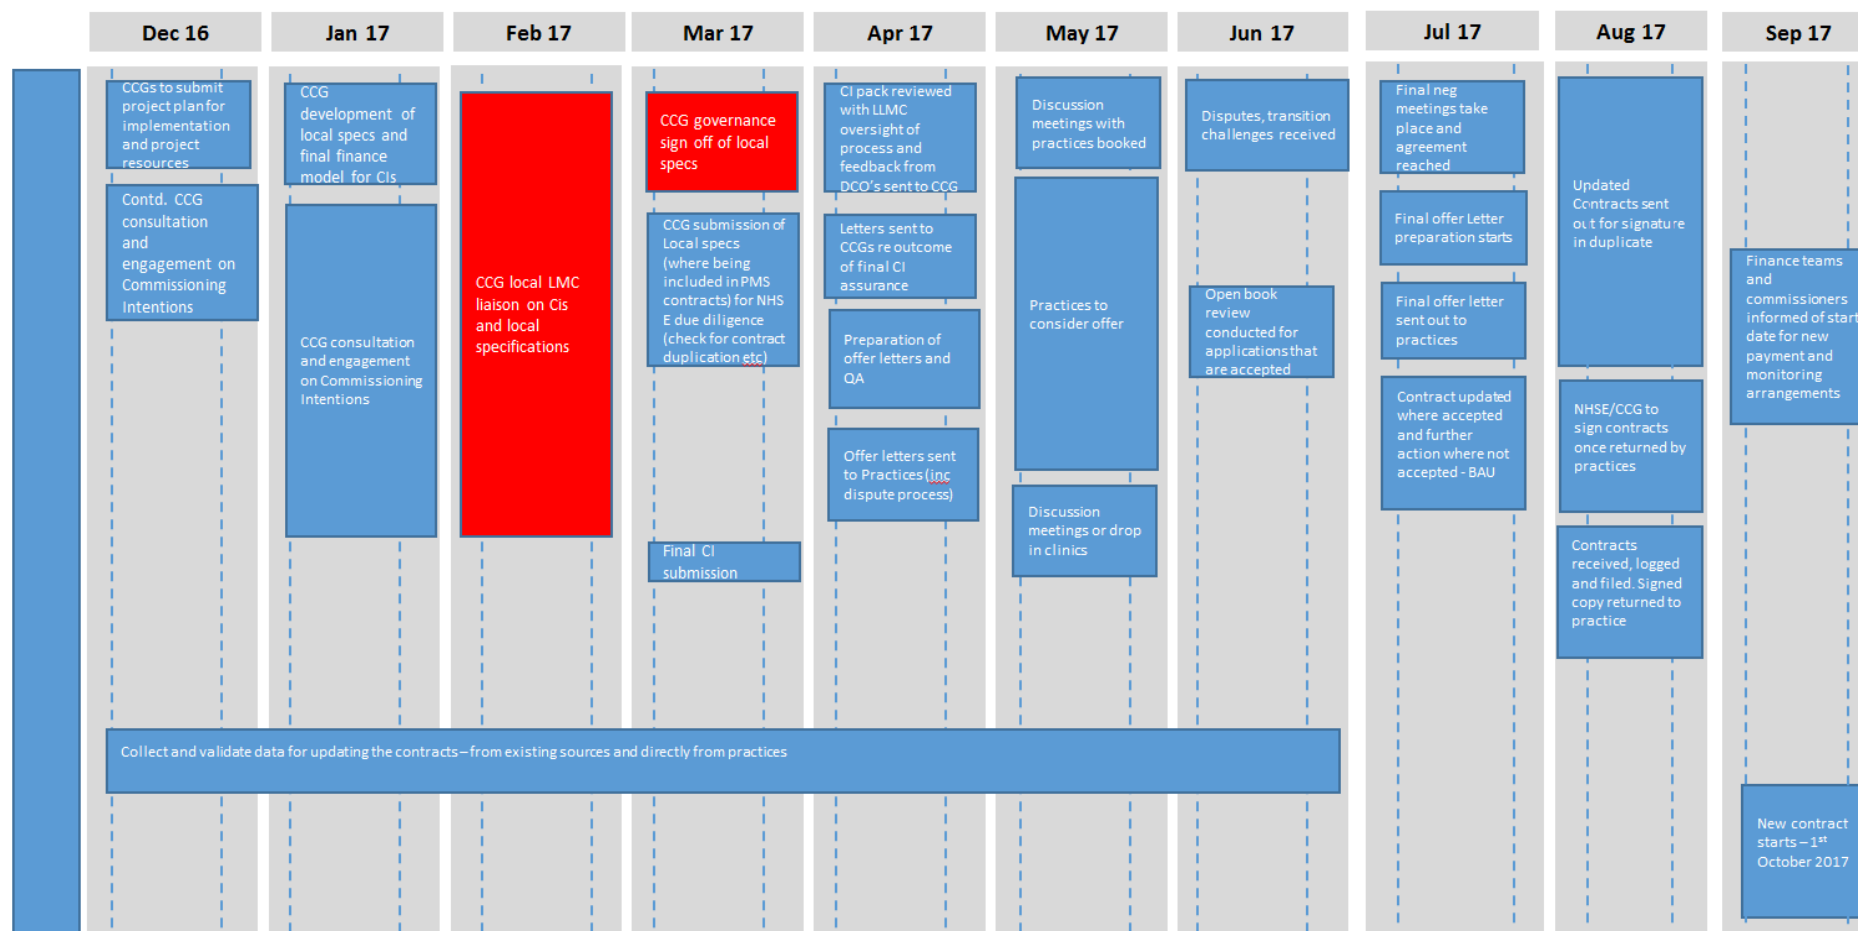 Dec 16
Jan 17
Feb 17
Mar 17
Apr 17
May 17
Jun 17
Jul 17
Aug 17
Sep 17
CCGs to submit
project plan for
implementation
and project
resources
Contd. CCG
consultation
and
engagement on
Commissioning
Intentions
CCG
development of
local specs and
final finance
model for CIs
CCG consultation
and engagement
on Commissioning
Intentions
CCG local LMC
liaison on Cis
and local
specifications
CCG governance
sign off of local
specs
CCG submission of
Local specs
(where being
included in PMS
contracts) for NHS
E due diligence
(check for contract
duplication etc)
Final CI
submission
CI pack reviewed
with LLMC
oversight of
process and
feedback from
DCO's sent to CCG
Letters sent to
CCGs re outcome
of final CI
assurance
Preparation of
offer letters and
QA
Offer letters sent
to Practices (inc
dispute process)
Discussion
meetings with
practices booked
Practices to
consider offer
Discussion
meetings or drop
in clinics
Disputes, transition
challenges received
Open book
review
conducted for
applications that
are accepted
Final neg
meetings take
place and
agreement
reached
Final offer Letter
preparation starts
Final offer letter
sent out to
practices
Contract updated
where accepted
and further
action where not
accepted - BAU
Updated
Contracts sent
out for signature
in duplicate
NHSE/CCG to
sign contracts
once returned by
practices
Contracts
received, logged
and filed. Signed
copy returned to
practice
Finance teams
and
commissioners
informed of start
date for new
payment and
monitoring
arrangements
New contract
starts – 1st
October 2017
Collect and validate data for updating the contracts – from existing sources and directly from practices